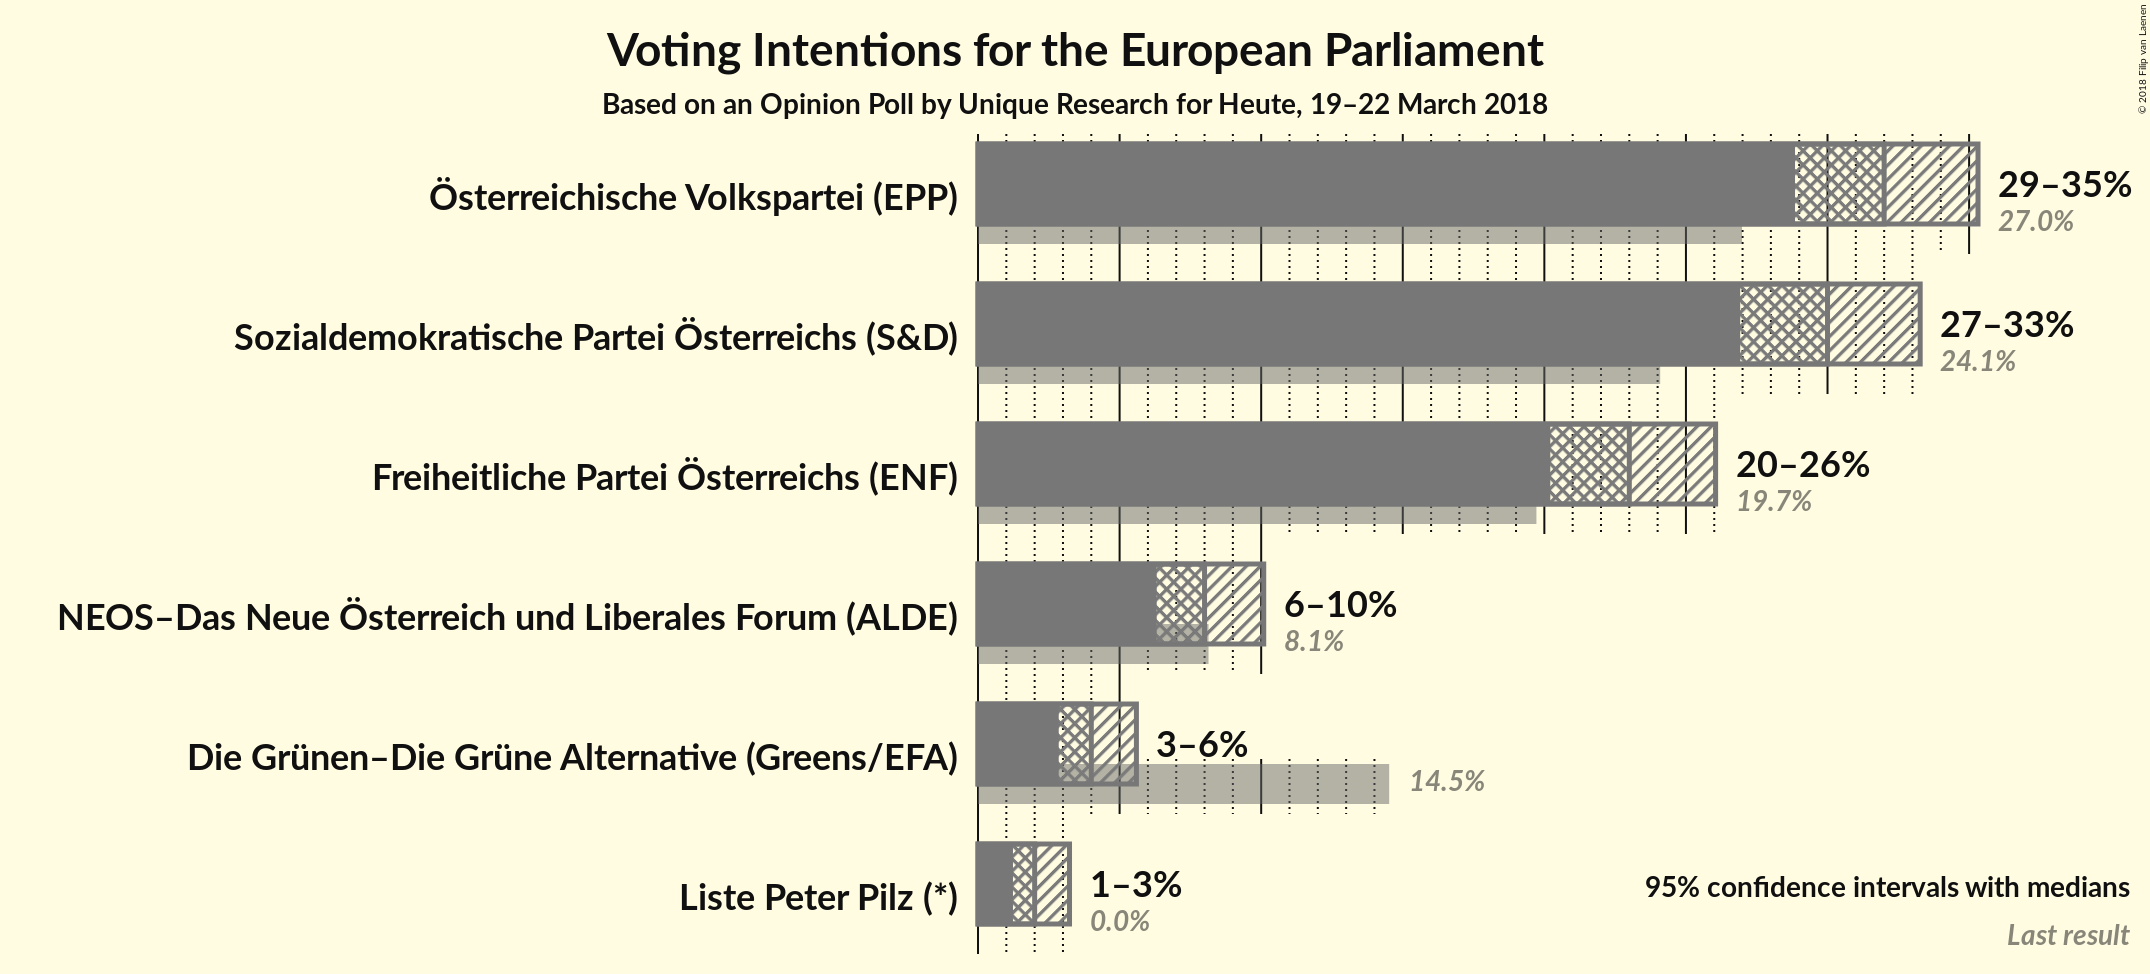 Voting Intentions for the European Parliament
Based on an Opinion Poll by Unique Research for Heute, 19–22 March 2018
© 2018 Filip van Laenen
Österreichische Volkspartei (EPP)
29–35%
27.0%
Sozialdemokratische Partei Österreichs (S&D)
27–33%
24.1%
Freiheitliche Partei Österreichs (ENF)
20–26%
19.7%
NEOS–Das Neue Österreich und Liberales Forum (ALDE)
6–10%
8.1%
Die Grünen–Die Grüne Alternative (Greens/EFA)
3–6%
14.5%
Liste Peter Pilz (*)
1–3%
0.0%
95% confidence intervals with medians
Last result